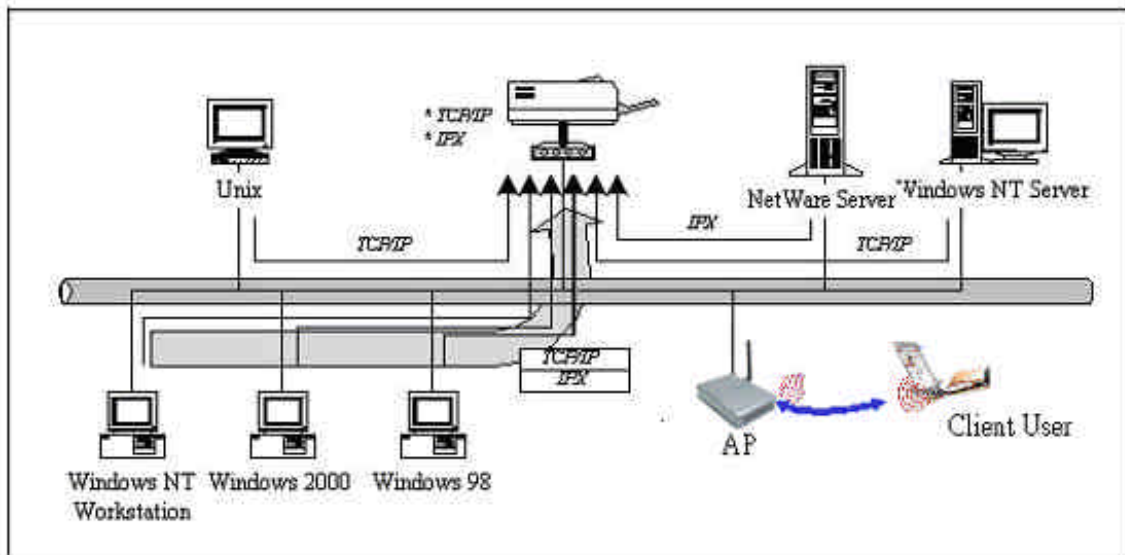 * TCP/IP
* IPX
Unix
NetWare Server
Windows NT Server
IPX
TCP/IP
TCP/IP
TCP/IP
IPX
AP
Client User
Windows NT
Workstation
Windows 2000
Windows 98